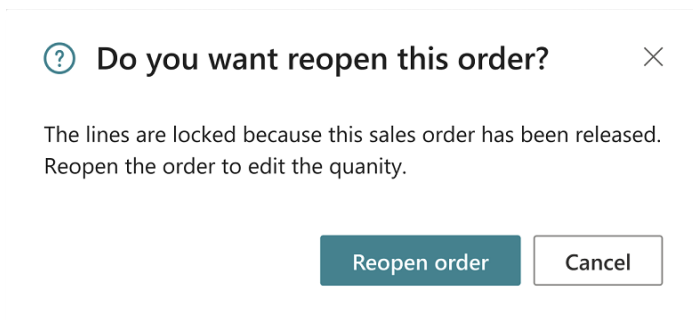 Do you want reopen this order?
The lines are locked because this sales order has been released.
Reopen the order to edit the quanity.
Reopen order
Cancel